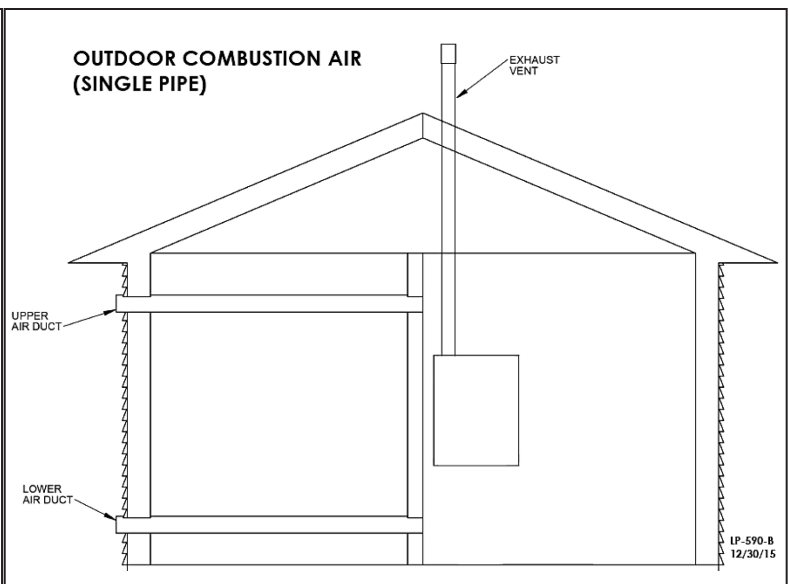 OUTDOOR COMBUSTION AIR
(SINGLE PIPE)
EXHAUST
VENT
UPPER
AIR DUCT
LOWER
AIR DUCT
LP-590-B
12/30/15